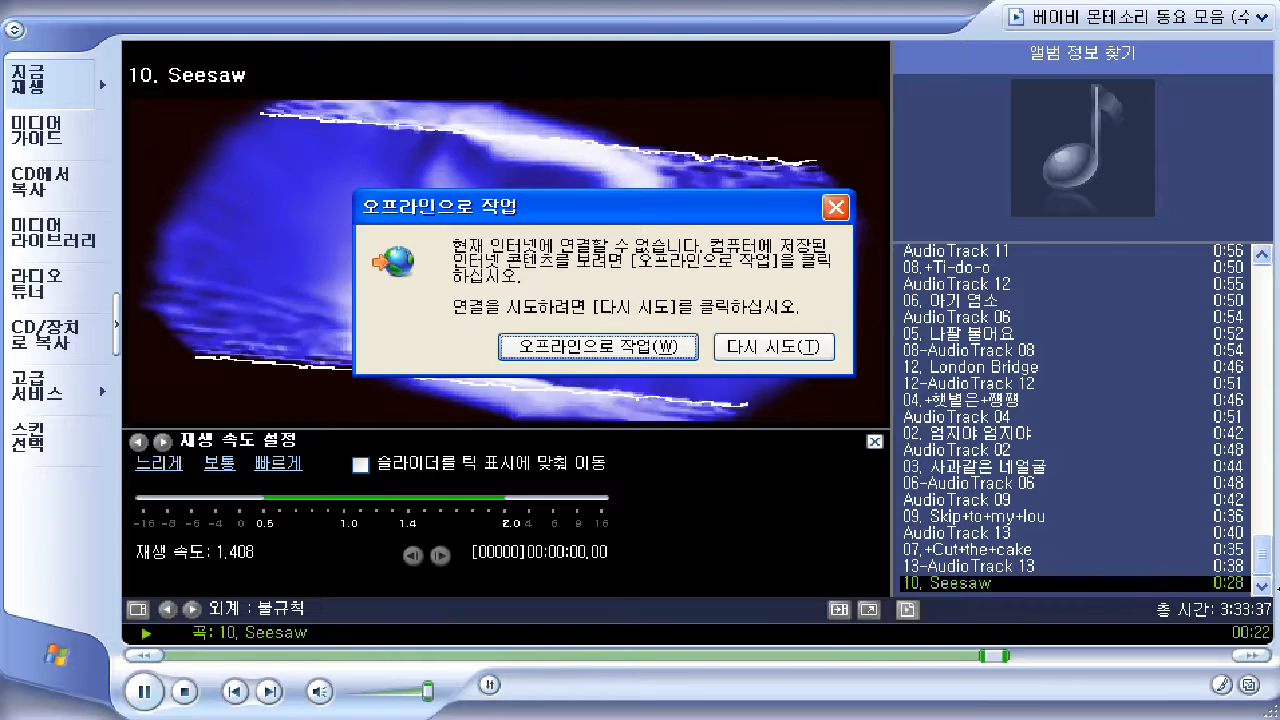 베이비 몬테소리 동요 모음 (수
지금
재생
미디어
가이드
CD에서
복사
미디어
라이브러리
라디오
튜너
CD/장치
로 복사
고급
서비스
스킨
선택
10. Seesaw
오프라인으로 작업
현재 인터넷에 연결할 수 없습니다. 컴퓨터에 저장된
인터넷 콘텐츠를 보려면 [오프라인으로 작업]을 클릭
하십시오.
연결을 시도하려면 [다시 시도]를 클릭하십시오.
오프라인으로 작업(W) 다시 시도(T)
재생 속도 설정
느리게 보통 빠르게 슬라이더를 틱 표시에 맞춰 이동
-16 -8 -6 -4 0 0.5 1.0 1.4 2.0 4 6 8 16
재생 속도: 1.408 [00000]00:00:00.00
외계 : 불규칙
앨범 정보 찾기
AudioTrack 11 0:56
08.+Ti-do-o 0:50
AudioTrack 12 0:55
06. 아기 염소 0:50
AudioTrack 06 0:54
05. 나팔 불어요 0:52
08-AudioTrack 08 0:54
12. London Bridge 0:46
12-AudioTrack 12 0:51
04.+햇볕은+쨍쨍 0:46
AudioTrack 04 0:51
02. 엄지야 엄지야 0:42
AudioTrack 02 0:48
03. 사과같은 네얼굴 0:44
06-AudioTrack 06 0:48
AudioTrack 09 0:42
09. Skip+to+my+lou 0:36
AudioTrack 13 0:40
07.+Cut+the+cake 0:35
13-AudioTrack 13 0:38
10. Seesaw 0:28
총 시간: 3:33:37
곡: 10. Seesaw 00:22